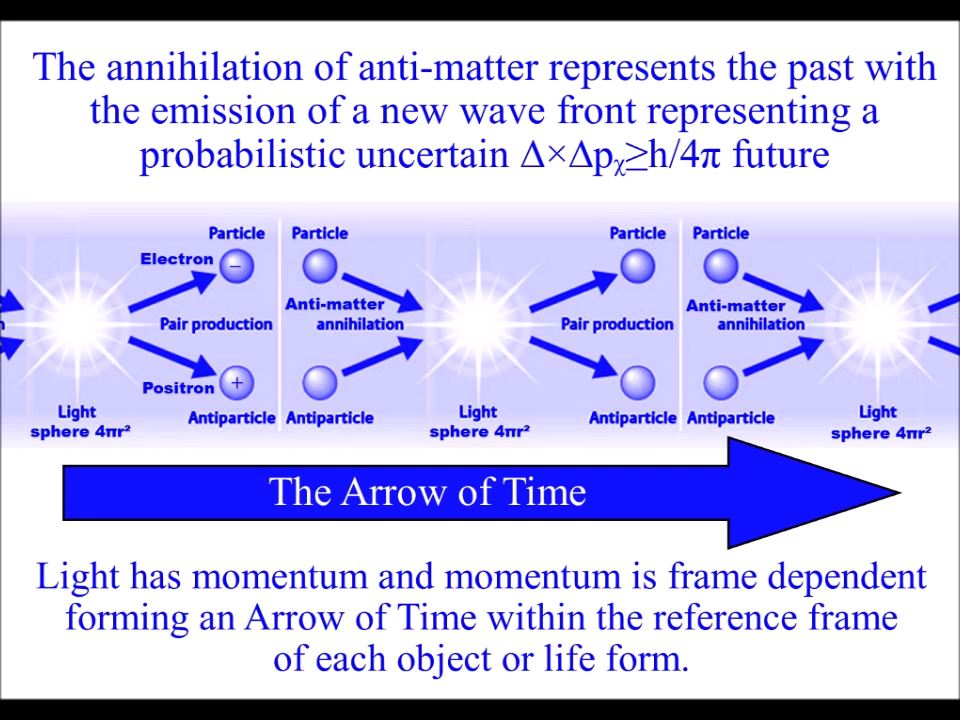 The annihilation of anti-matter represents the past with
the emission of a new wave front representing a
probabilistic uncertain ∆×∆pᵪ≥h/4π future
Particle Particle Particle Particle
Electron
−
Anti-matter Anti-matter
n Pair production annihilation Pair production annihilation
Positron
+
Light Antiparticle Antiparticle Light Antiparticle Antiparticle Light
sphere 4πr² sphere 4πr² sphere 4πr²
The Arrow of Time
Light has momentum and momentum is frame dependent
forming an Arrow of Time within the reference frame
of each object or life form.